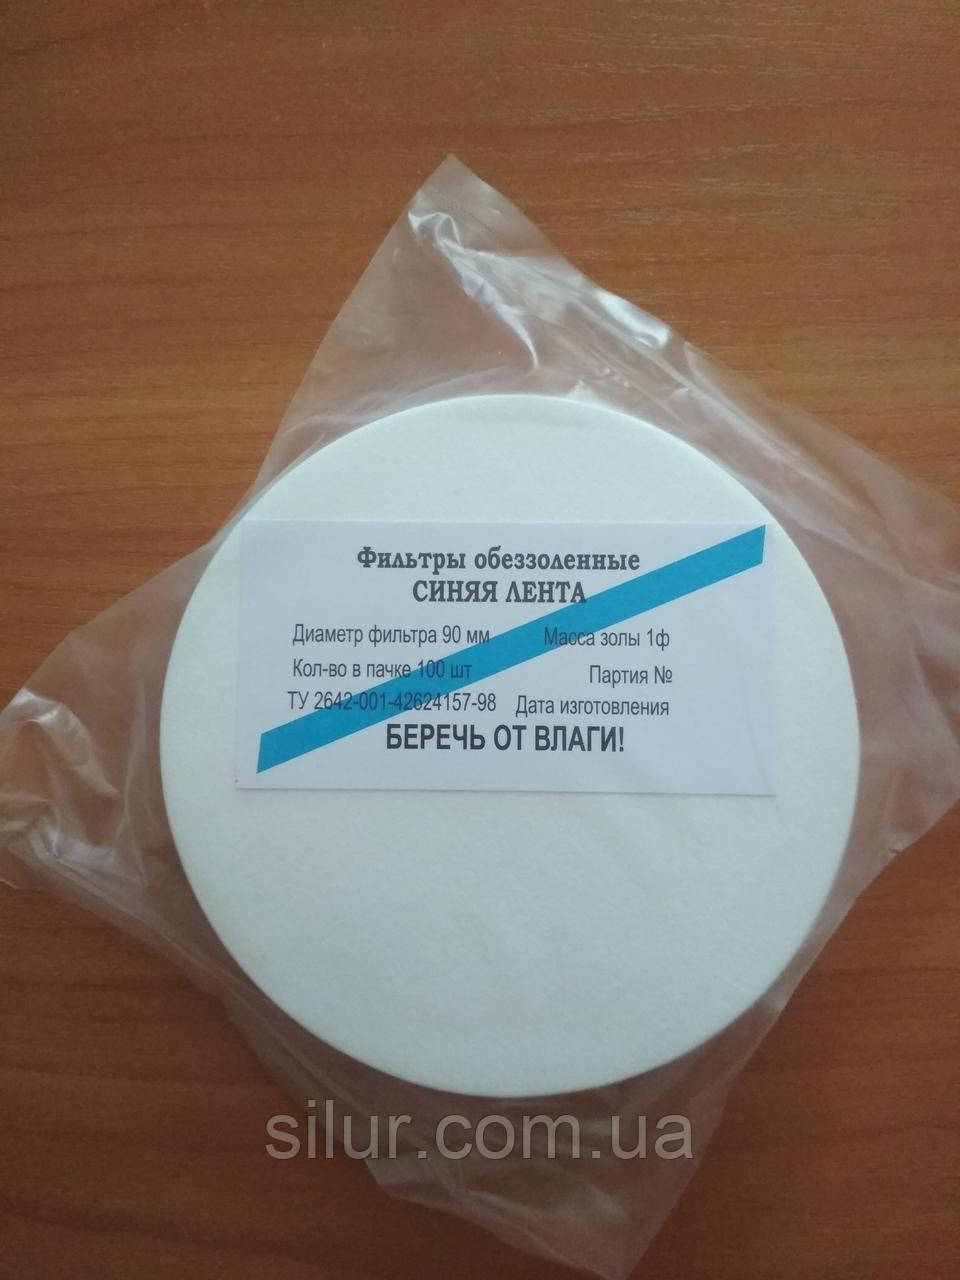 Фильтры обеззоленные
СИНЯЯ ЛЕНТА
Диаметр фильтра 90 мм Масса золы 1ф
Кол-во в пачке 100 шт Партия №
ТУ 2642-001-42624157-98 Дата изготовления
БЕРЕЧЬ ОТ ВЛАГИ!
silur.com.ua